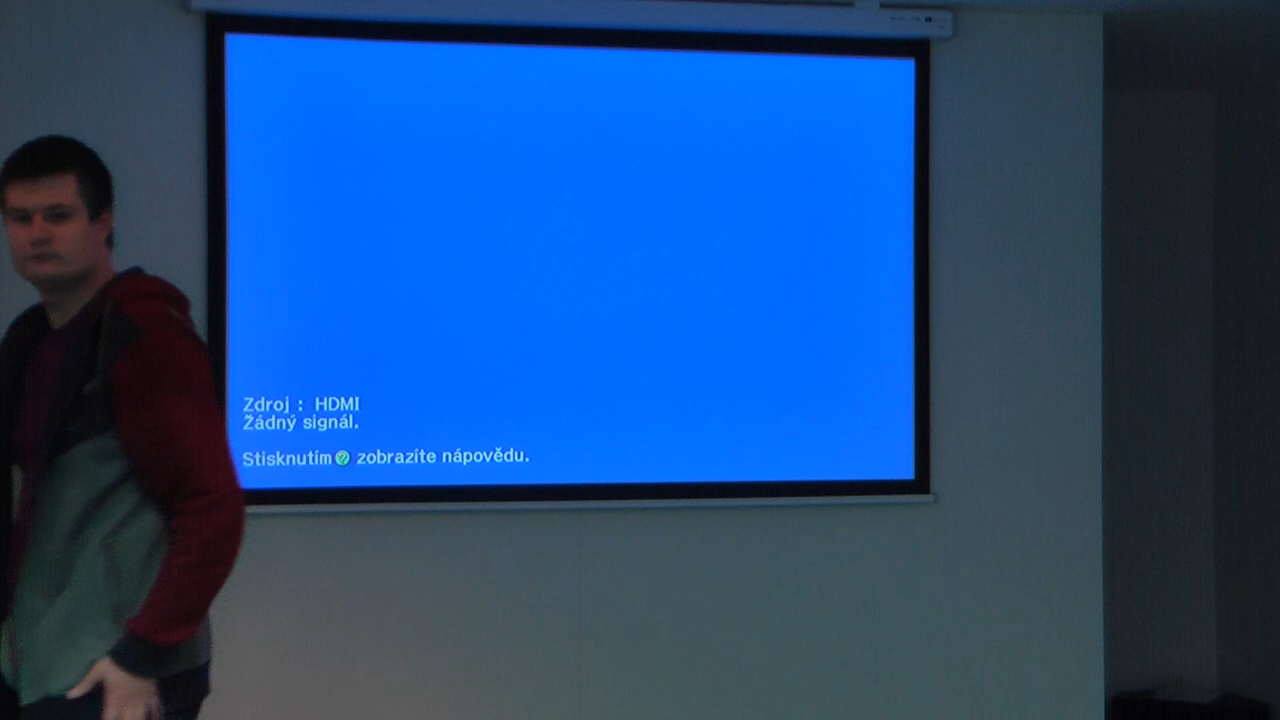 Zdroj : HDMI
Žádný signál.
Stisknutím ? zobrazíte nápovědu.